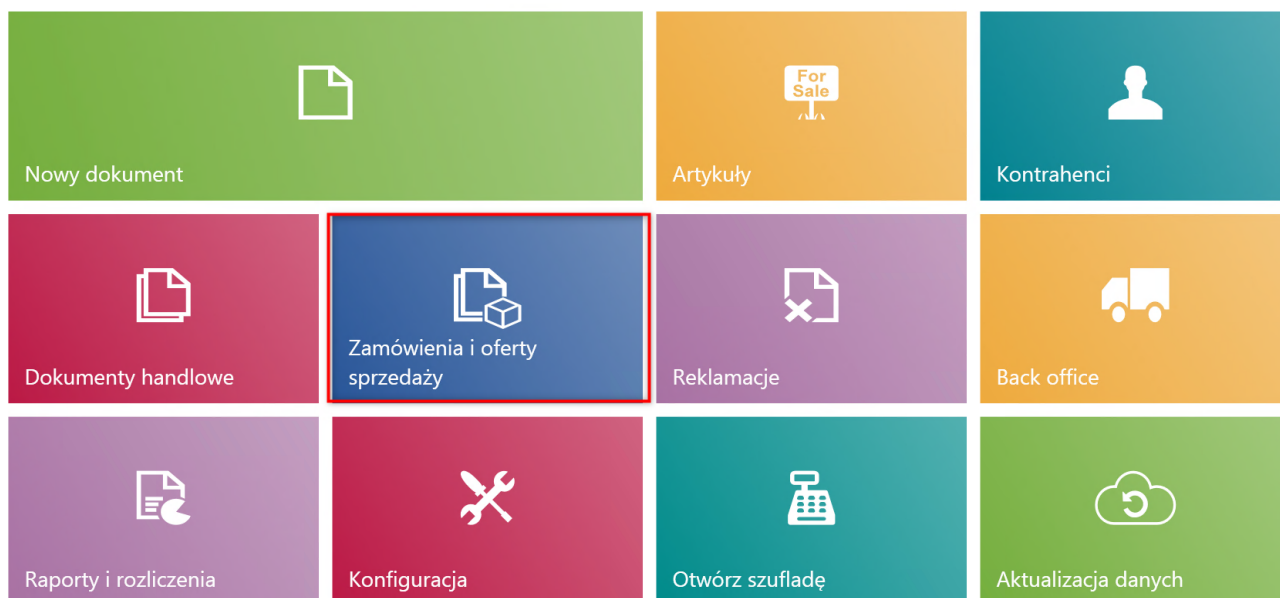 For
Sale
Nowy dokument
Artykuły
Kontrahenci
Dokumenty handlowe
Zamówienia i oferty
sprzedaży
Reklamacje
Back office
Raporty i rozliczenia
Konfiguracja
Otwórz szufladę
Aktualizacja danych